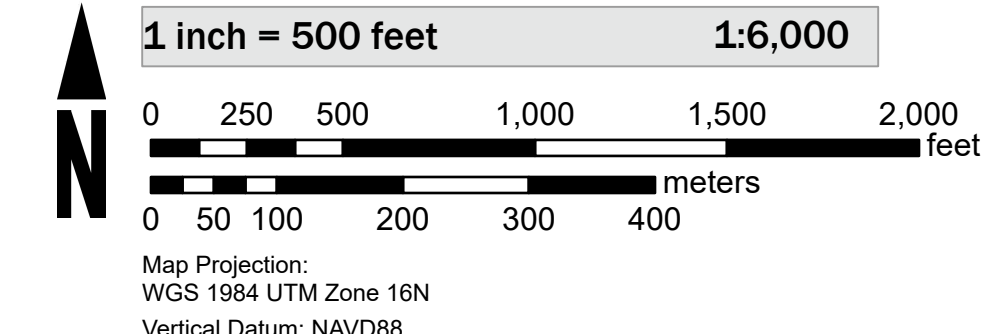 1 inch = 500 feet 1:6,000
0 250 500 1,000 1,500 2,000
feet
N
meters
0 50 100 200 300 400
Map Projection:
WGS 1984 UTM Zone 16N
Vertical Datum: NAVD88